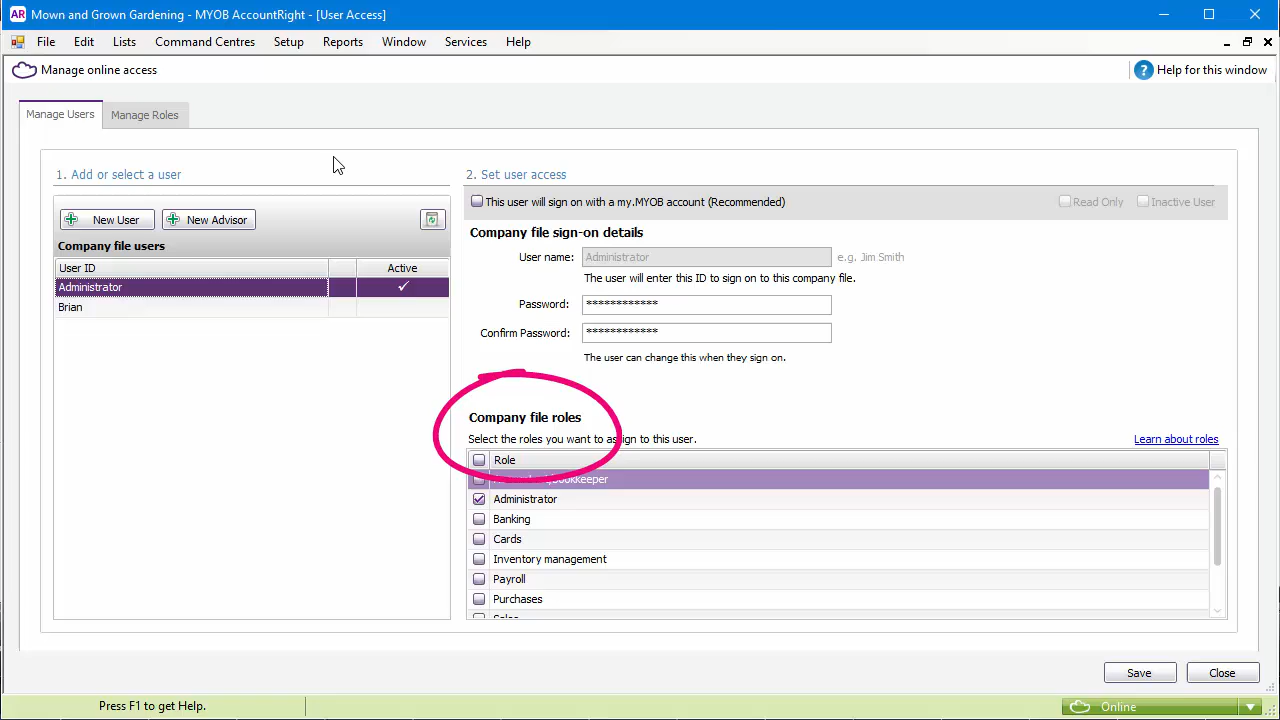 AR Mown and Grown Gardening - MYOB AccountRight - [User Access]
File Edit Lists Command Centres Setup Reports Window Services Help
Manage online access
? Help for this window
Manage Users Manage Roles
1. Add or select a user
New User New Advisor
Company file users
User ID Active
Administrator
Brian
2. Set user access
This user will sign on with a my.MYOB account (Recommended) Read Only Inactive User
Company file sign-on details
User name: Administrator e.g. Jim Smith
The user will enter this ID to sign on to this company file.
Password: ************
Confirm Password: ************
The user can change this when they sign on.
Company file roles
Select the roles you want to assign to this user. Learn about roles
Role
Administrator
Banking
Cards
Inventory management
Payroll
Purchases
Sales
Save Close
Press F1 to get Help. Online